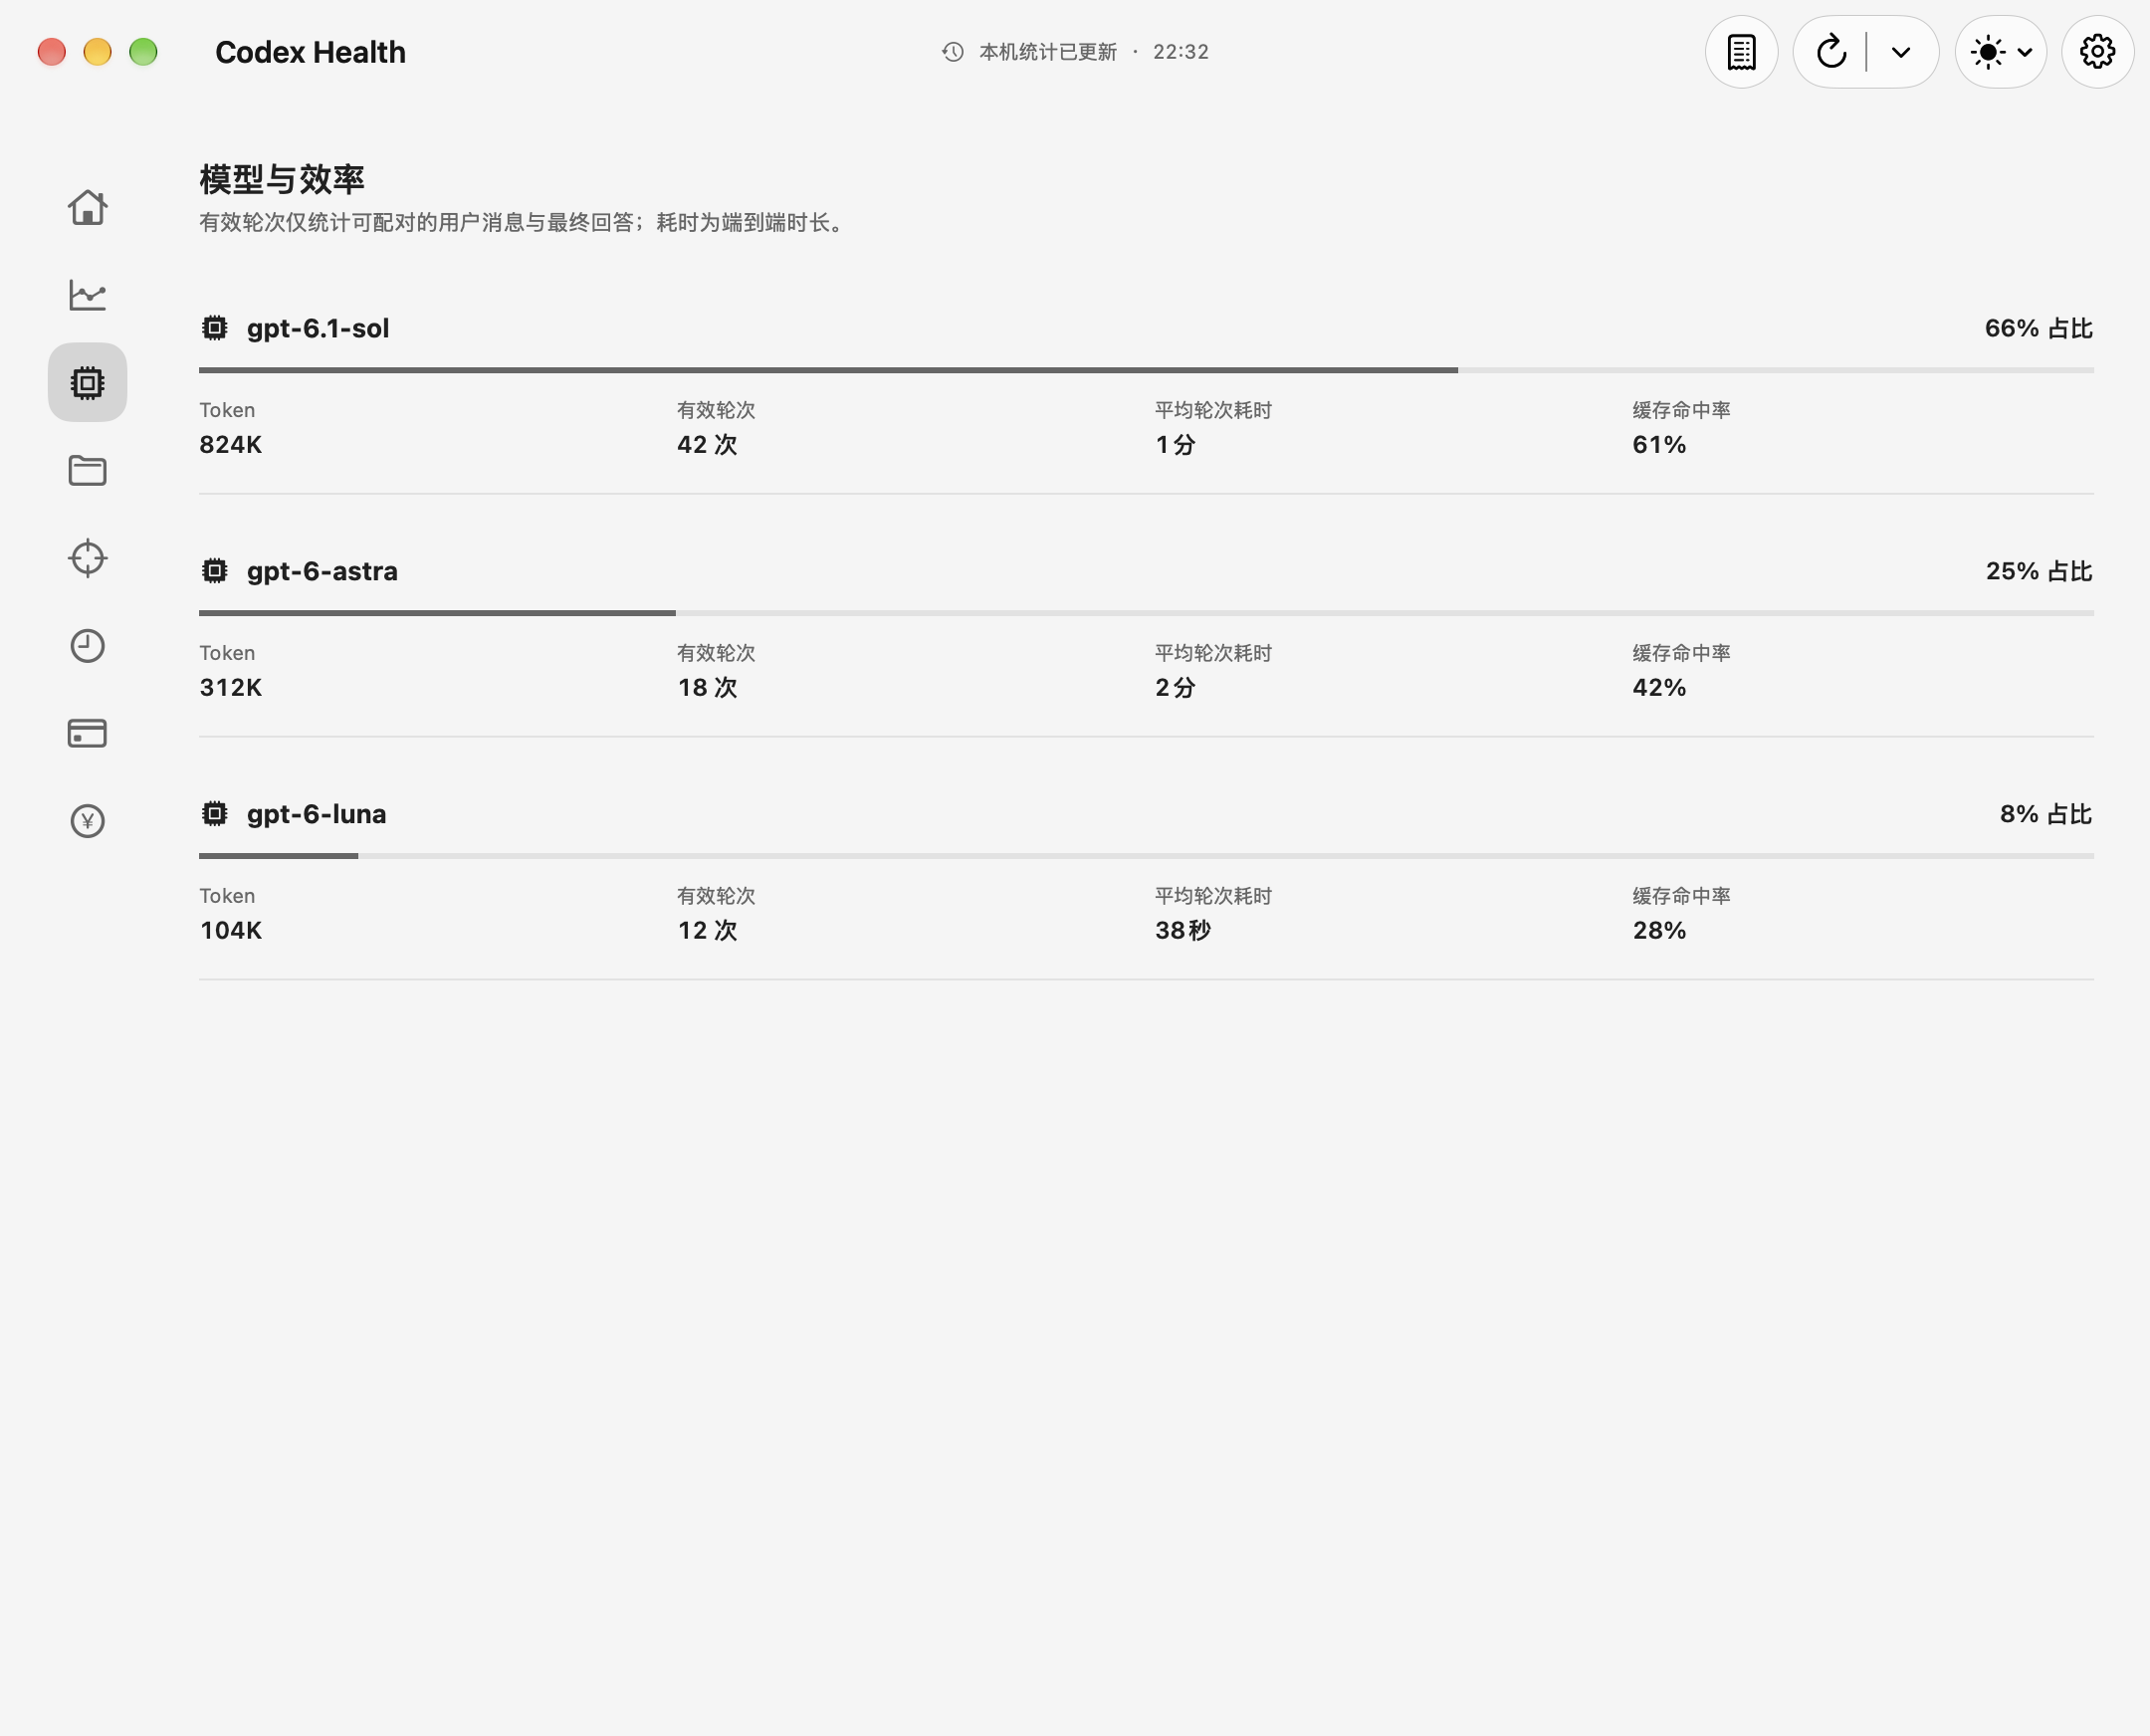 Codex Health
本机统计已更新 · 22:32
模型与效率
有效轮次仅统计可配对的用户消息与最终回答；耗时为端到端时长。
gpt-6.1-sol 66% 占比
Token 有效轮次 平均轮次耗时 缓存命中率
824K 42 次 1分 61%
gpt-6-astra 25% 占比
Token 有效轮次 平均轮次耗时 缓存命中率
312K 18 次 2分 42%
gpt-6-luna 8% 占比
Token 有效轮次 平均轮次耗时 缓存命中率
104K 12 次 38秒 28%
¥